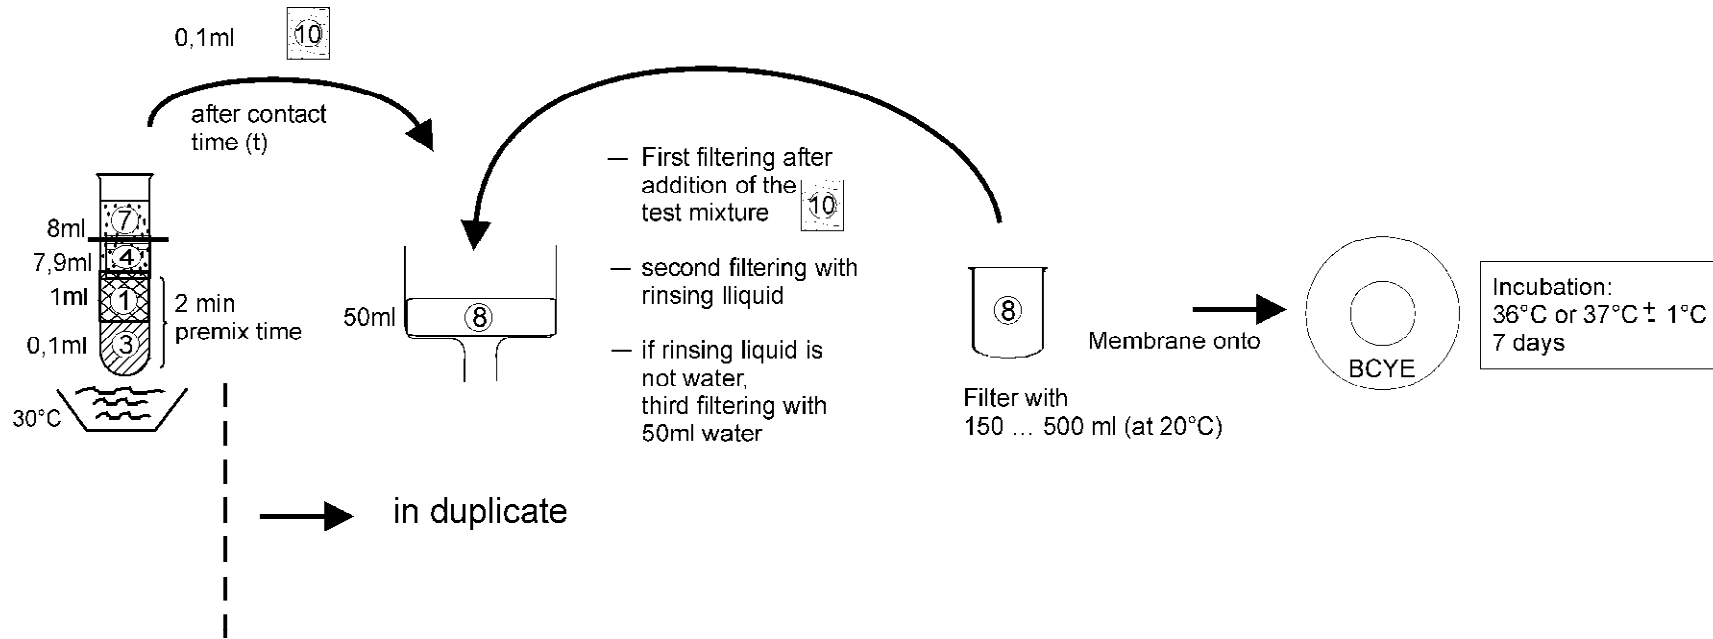 0,1ml
10
after contact
time (t)
7
8ml
4
7,9ml
1
1ml
2 min
premix time
3
0,1ml
30°C
50ml
8
— First filtering after
addition of the
test mixture
10
— second filtering with
rinsing lliquid
— if rinsing liquid is
not water,
third filtering with
50ml water
8
Filter with
150 ... 500 ml (at 20°C)
Membrane onto
BCYE
Incubation:
36°C or 37°C ± 1°C
7 days
in duplicate